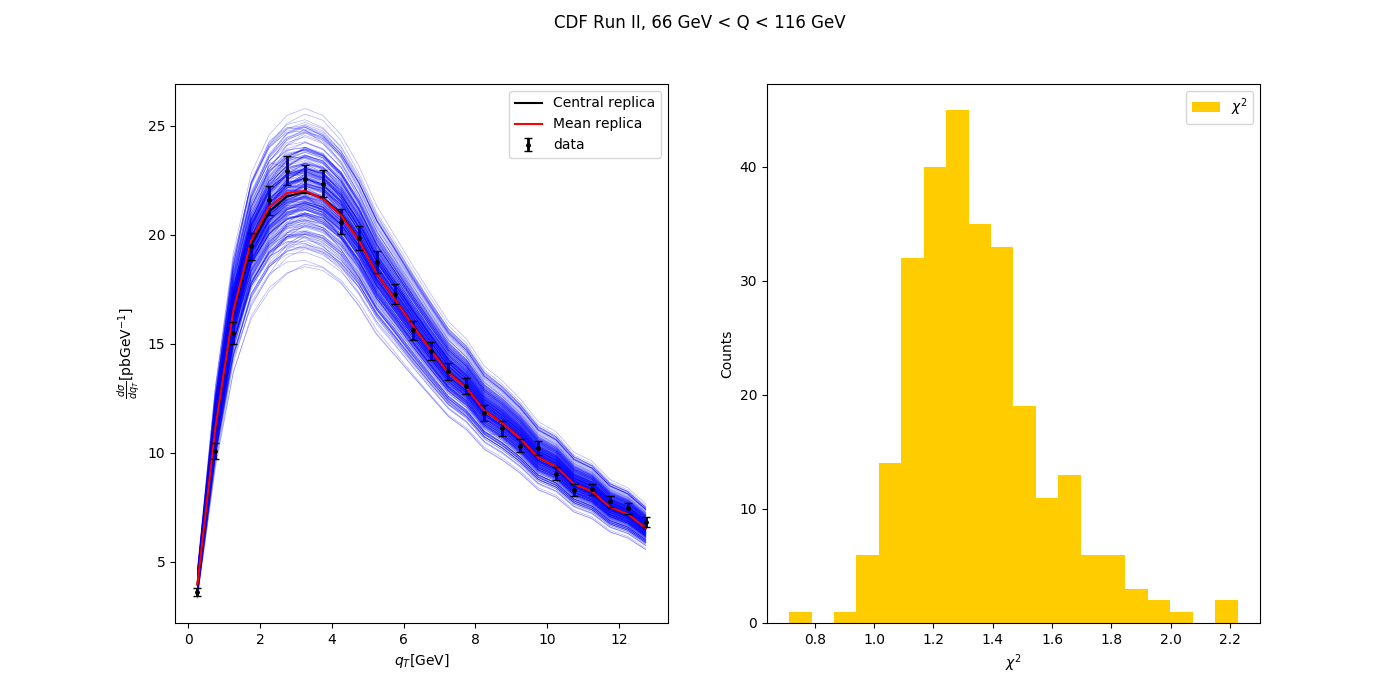 CDF Run II, 66 GeV < Q < 116 GeV
Central replica
Mean replica
data
25
20
15
10
5
dσ/dq_T [pbGeV⁻¹]
0 2 4 6 8 10 12
q_T[GeV]
χ²
40
30
20
10
0
Counts
0.8 1.0 1.2 1.4 1.6 1.8 2.0 2.2
χ²